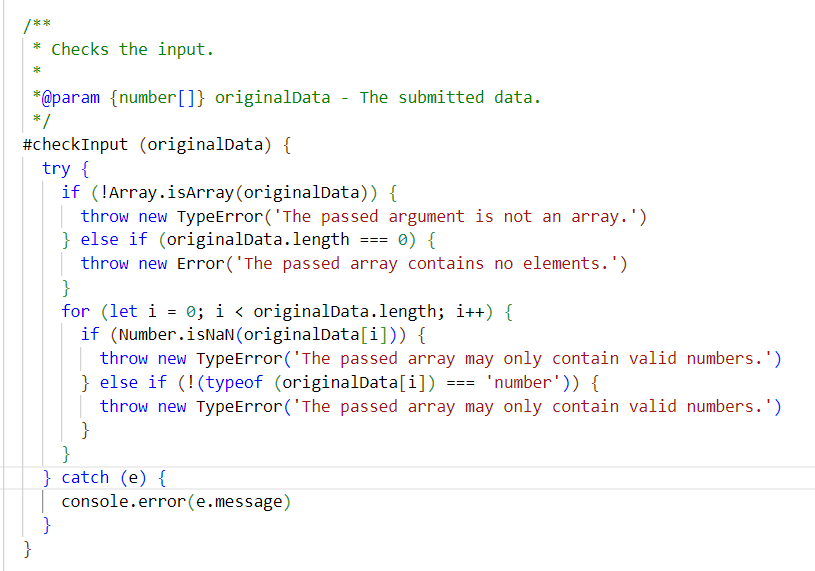 /**
 * Checks the input.
 *
 *@param {number[]} originalData - The submitted data.
 */
#checkInput (originalData) {
  try {
    if (!Array.isArray(originalData)) {
      throw new TypeError('The passed argument is not an array.')
    } else if (originalData.length === 0) {
      throw new Error('The passed array contains no elements.')
    }
    for (let i = 0; i < originalData.length; i++) {
      if (Number.isNaN(originalData[i])) {
        throw new TypeError('The passed array may only contain valid numbers.')
      } else if (!(typeof (originalData[i]) === 'number')) {
        throw new TypeError('The passed array may only contain valid numbers.')
      }
    }
  } catch (e) {
    console.error(e.message)
  }
}